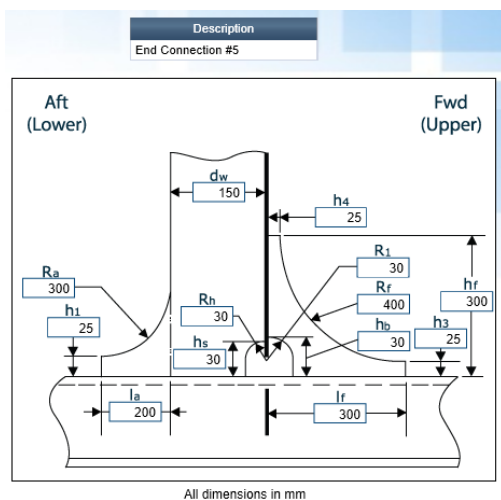 Description
End Connection #5
Aft
(Lower)
Fwd
(Upper)
dw
150
h4
25
Ra
300
R1
30
h1
25
Rh
30
Rf
400
hf
300
hs
30
hb
30
h3
25
la
200
lf
300
All dimensions in mm